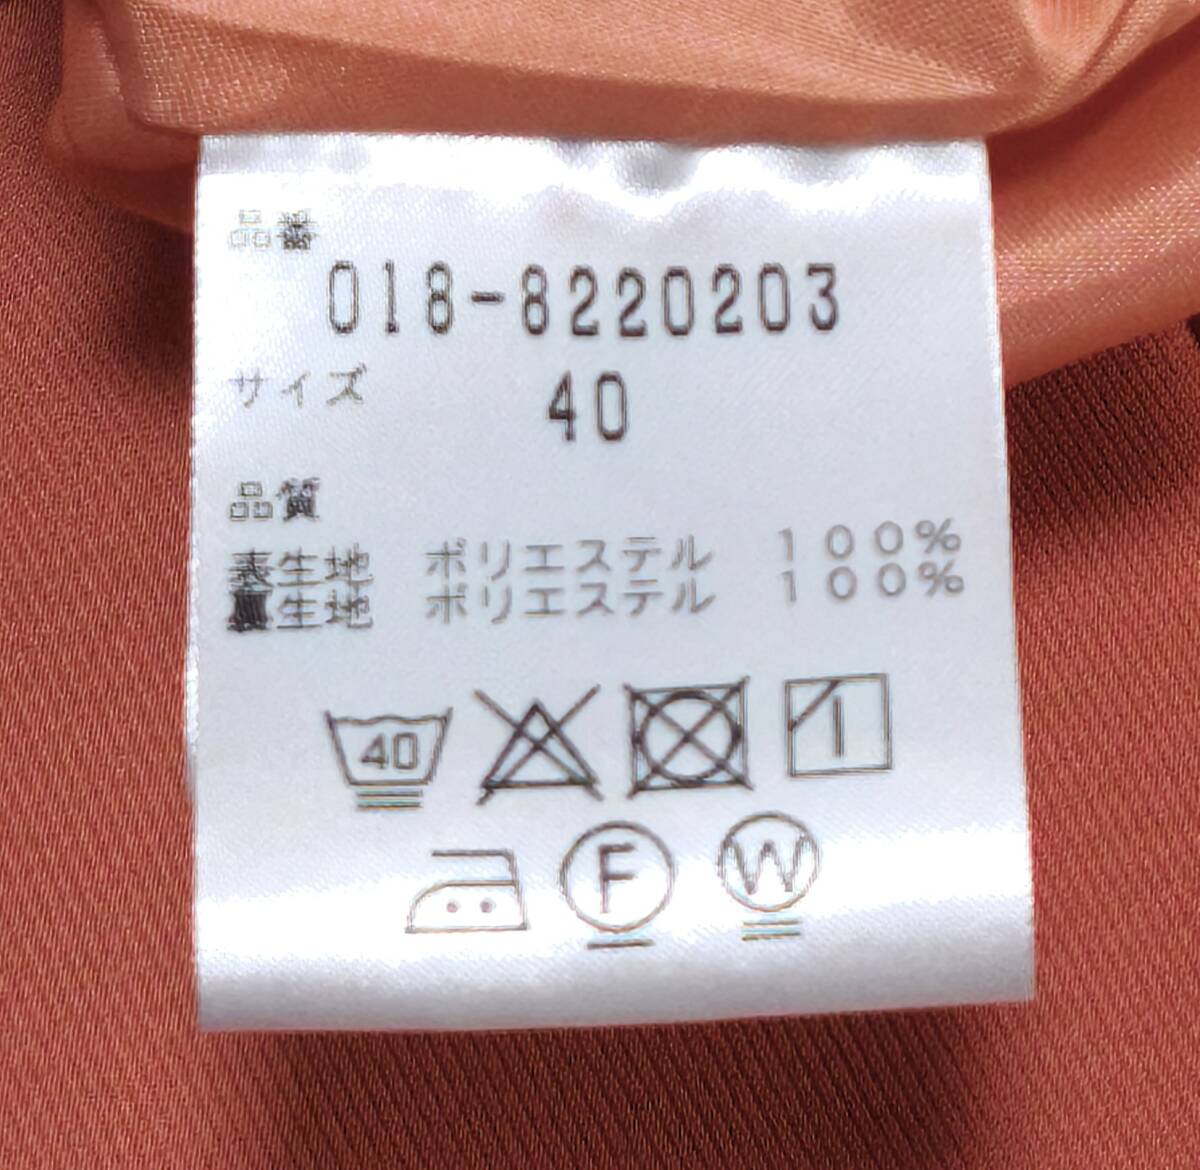 品番
018-8220203
サイズ 40
品質
表生地 ポリエステル 100%
裏生地 ポリエステル 100%
40
F W